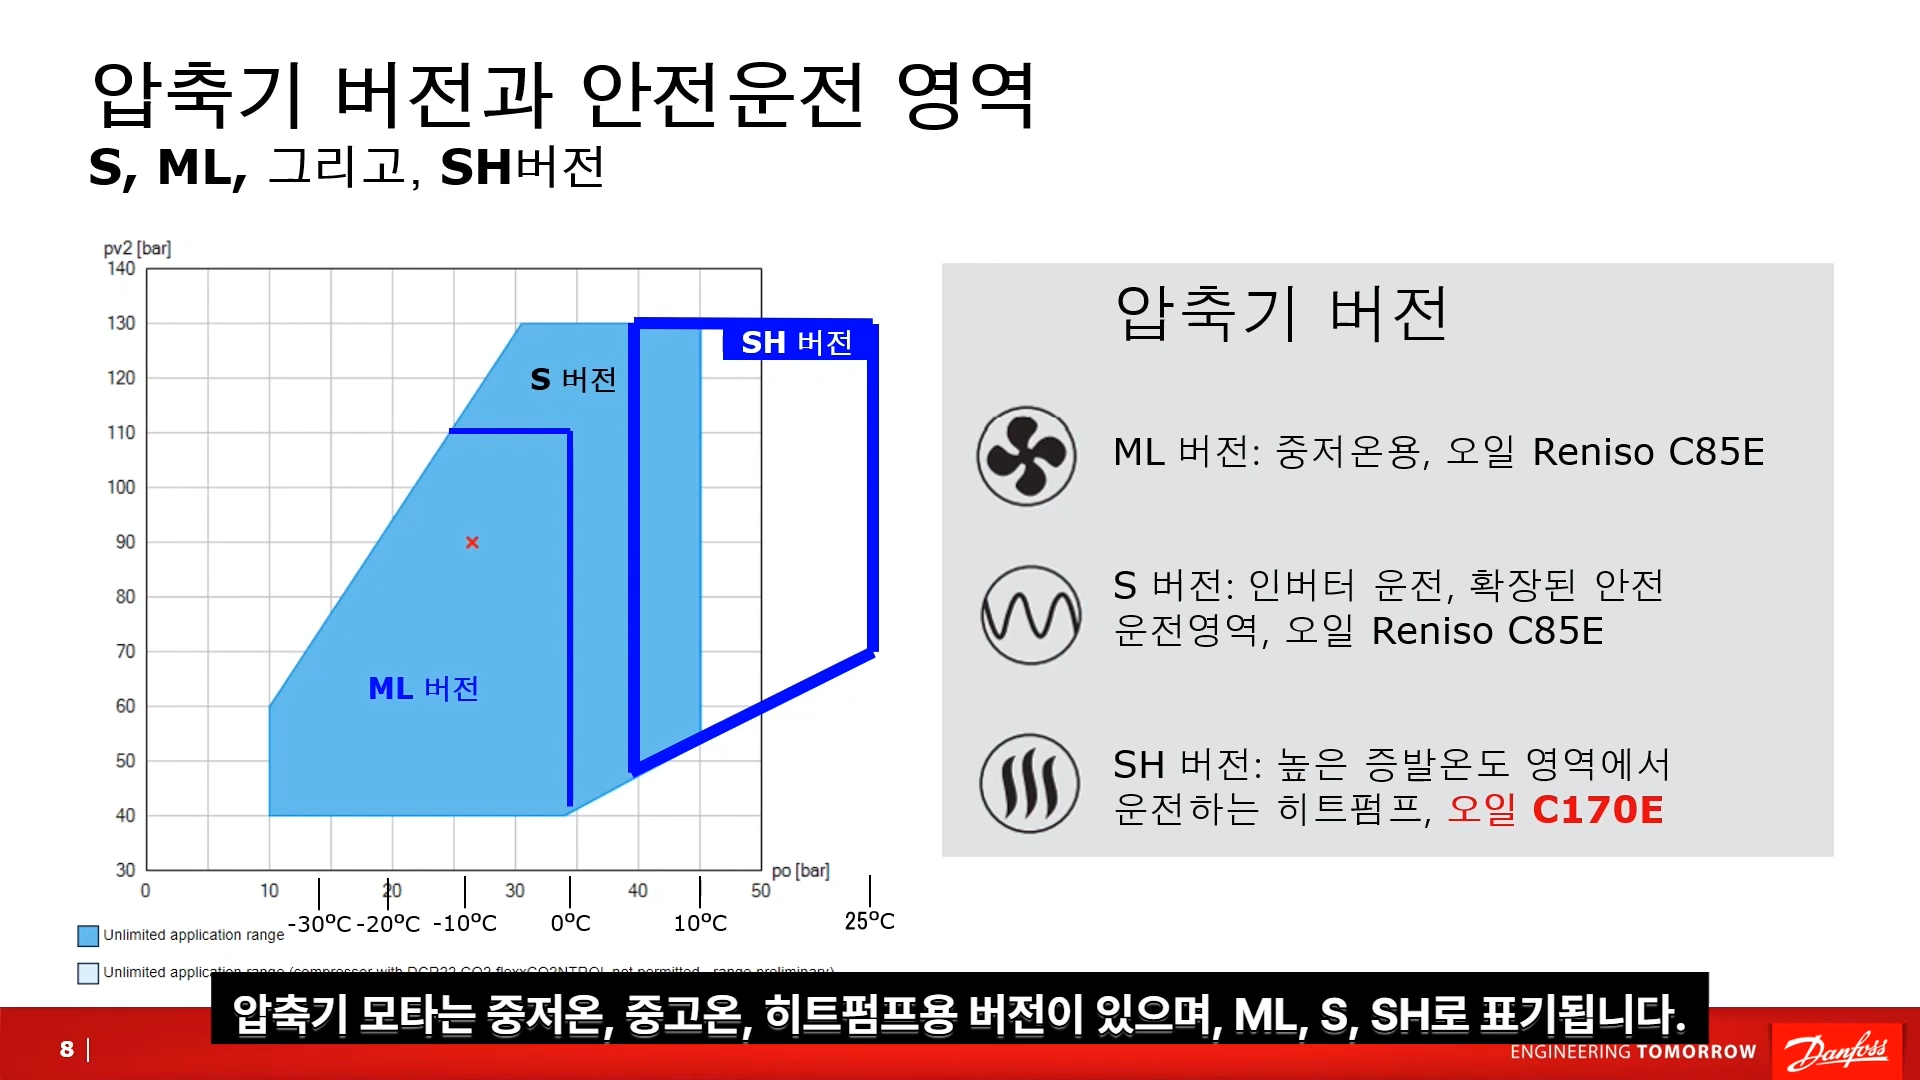 압축기 버전과 안전운전 영역
S, ML, 그리고, SH버전
pv2 [bar]
140
130
120
110
100
90
80
70
60
50
40
30
S 버전
SH 버전
ML 버전
0
10
20
30
40
50
po [bar]
-30ºC
-20ºC
-10ºC
0ºC
10ºC
25ºC
Unlimited application range
Unlimited application range (compressor with
not permitted - range preliminary)
압축기 버전
ML 버전: 중저온용, 오일 Reniso C85E
S 버전: 인버터 운전, 확장된 안전
운전영역, 오일 Reniso C85E
SH 버전: 높은 증발온도 영역에서
운전하는 히트펌프, 오일 C170E
압축기 모타는 중저온, 중고온, 히트펌프용 버전이 있으며, ML, S, SH로 표기됩니다.
8
ENGINEERING TOMORROW
Danfoss